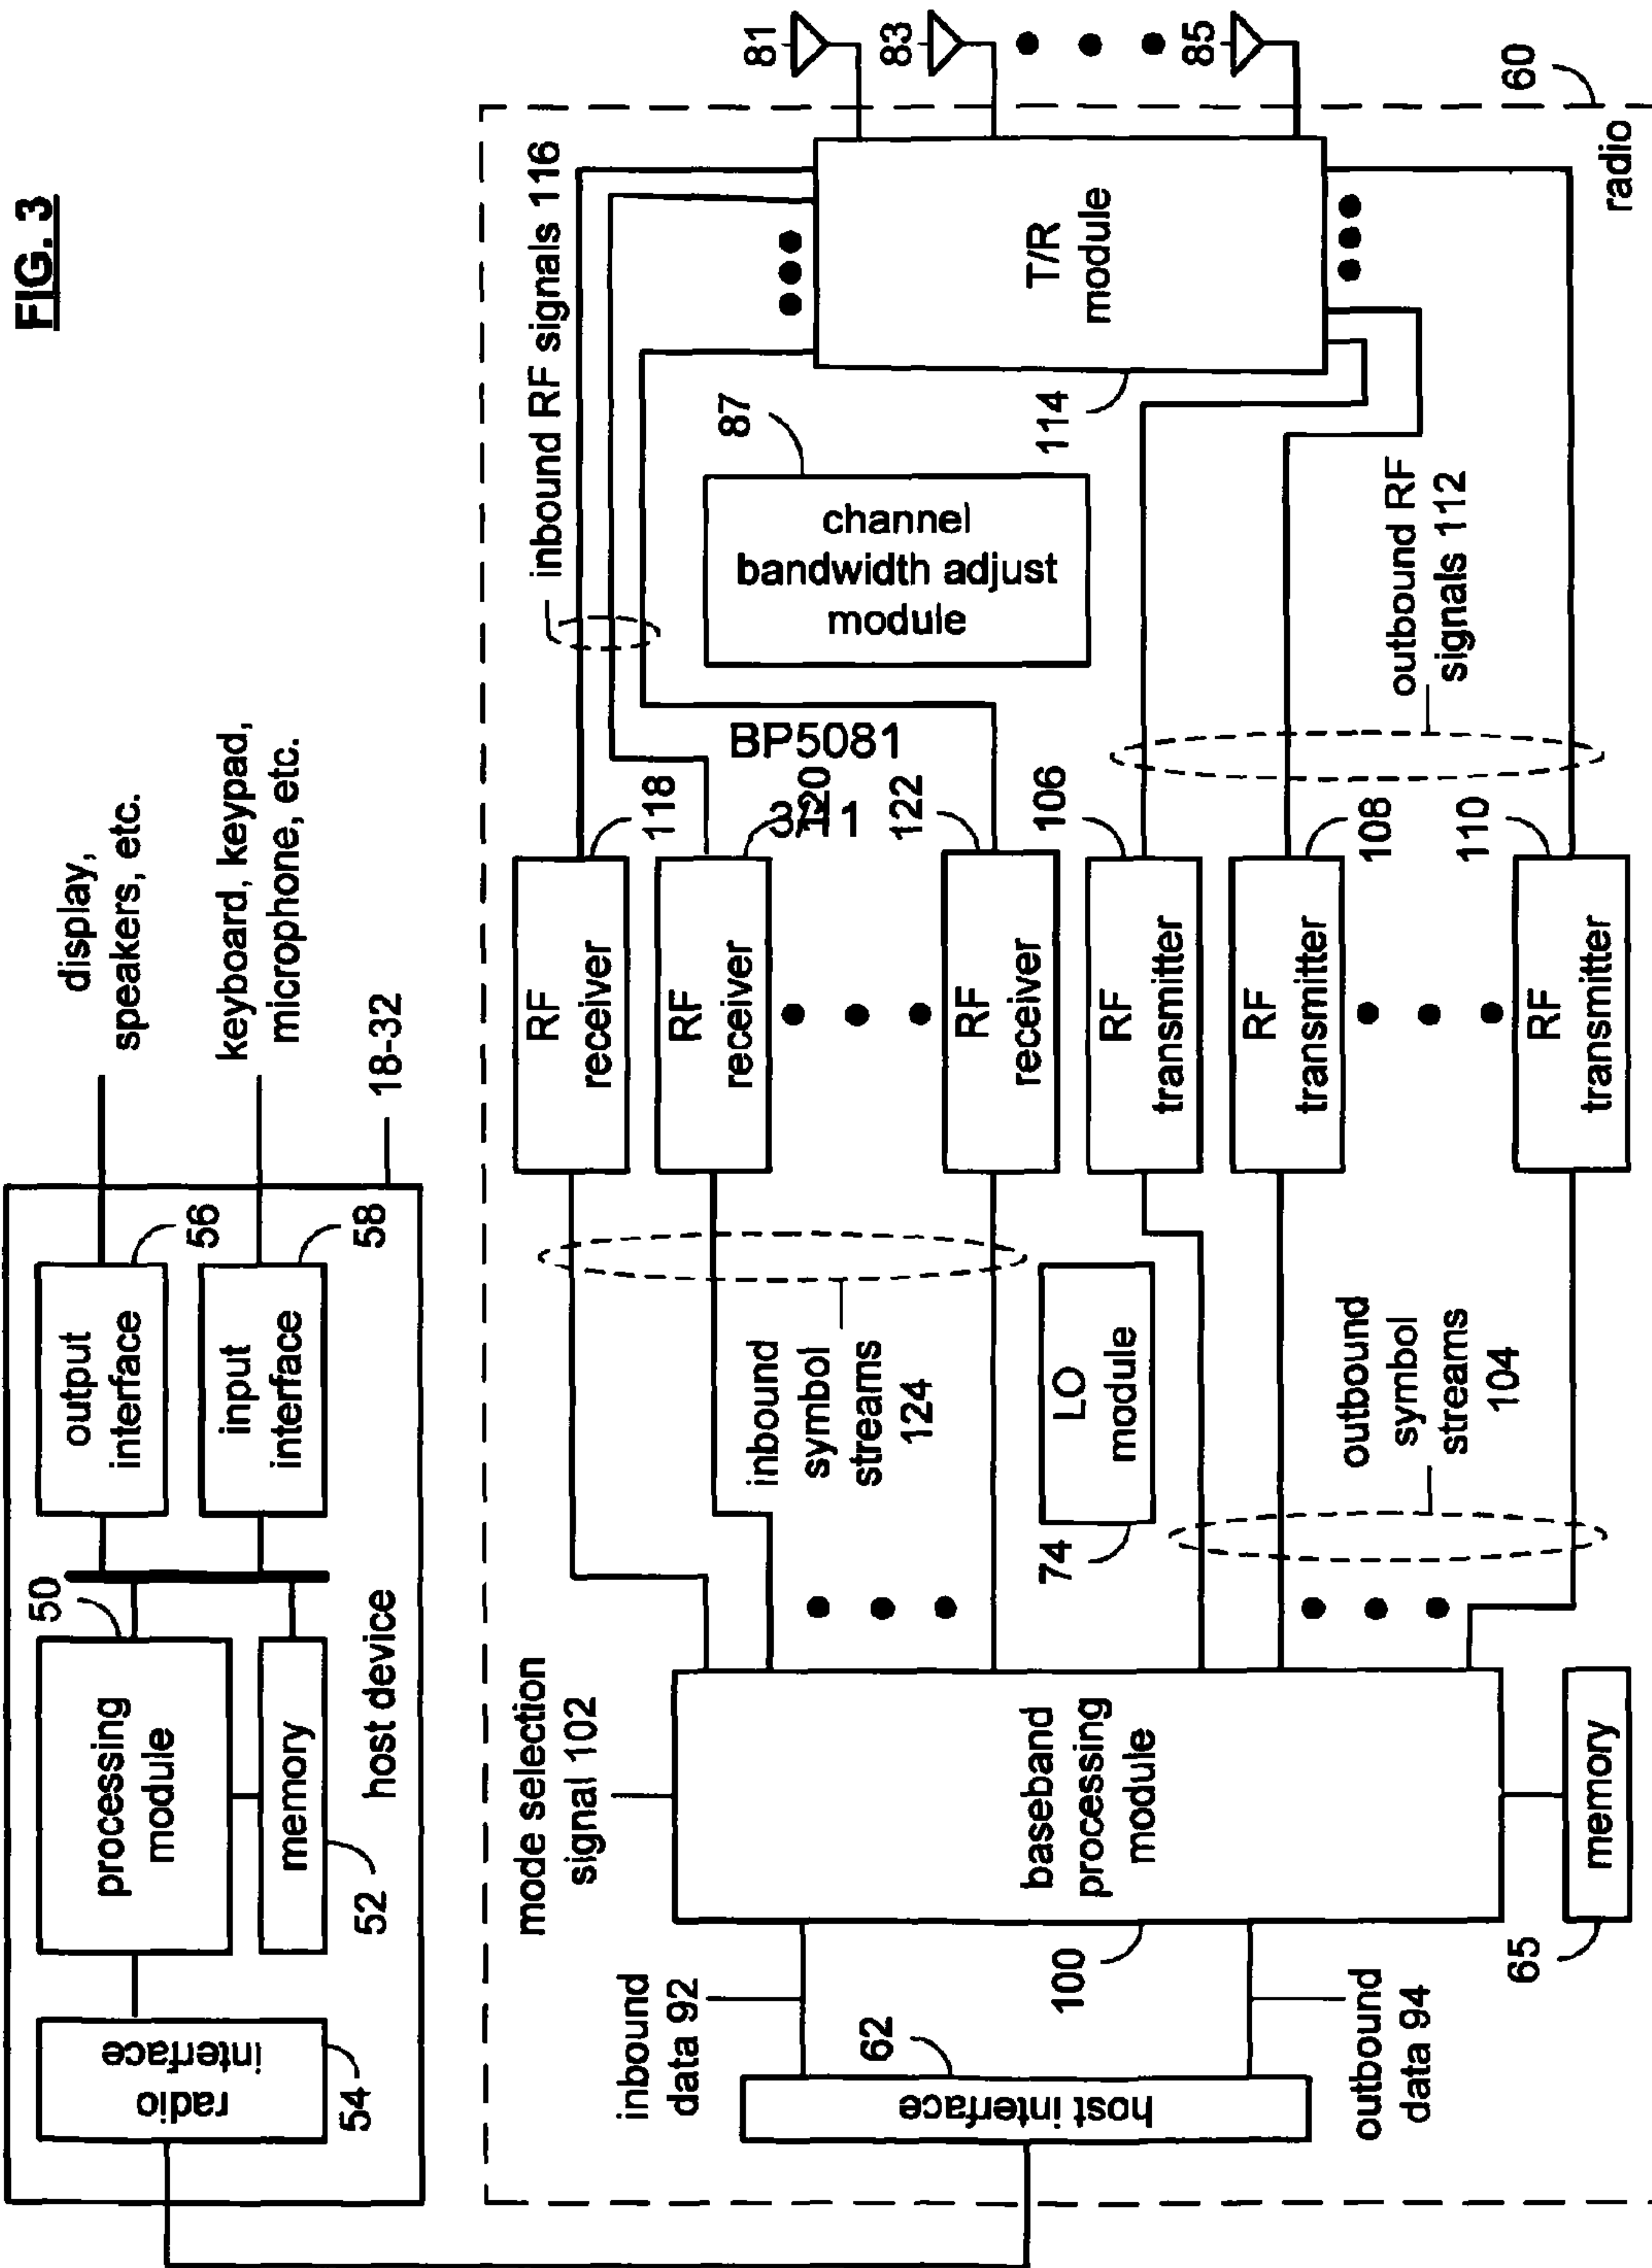 FIG. 3
display,
speakers, etc.
keyboard, keypad,
microphone, etc.
18-32
radio
interface
54
processing
module
50
memory
52
host device
output
interface
56
input
interface
58
mode selection
signal 102
inbound
data 92
62
host interface
outbound
data 94
100
baseband
processing
module
65
memory
inbound
symbol
streams
124
LO
module
74
outbound
symbol
streams
104
RF
receiver
118
RF
receiver
120
RF
receiver
122
BP5081
3/11
RF
transmitter
106
RF
transmitter
108
RF
transmitter
110
inbound RF signals 116
channel
bandwidth adjust
module
87
outbound RF
signals 112
T/R
module
114
81
83
85
60
radio